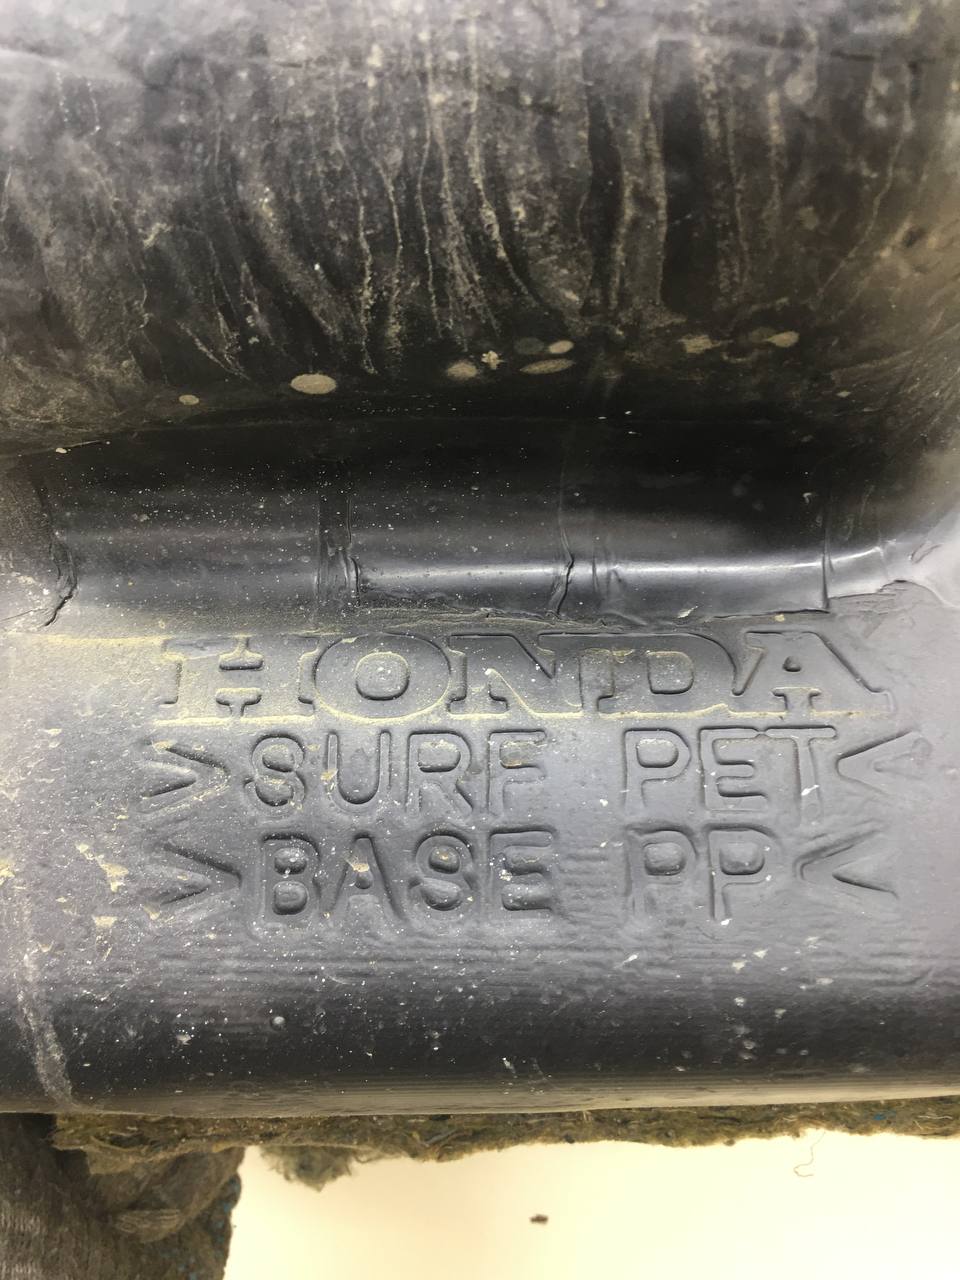 HONDA
>SURF PET<
>BASE PP<